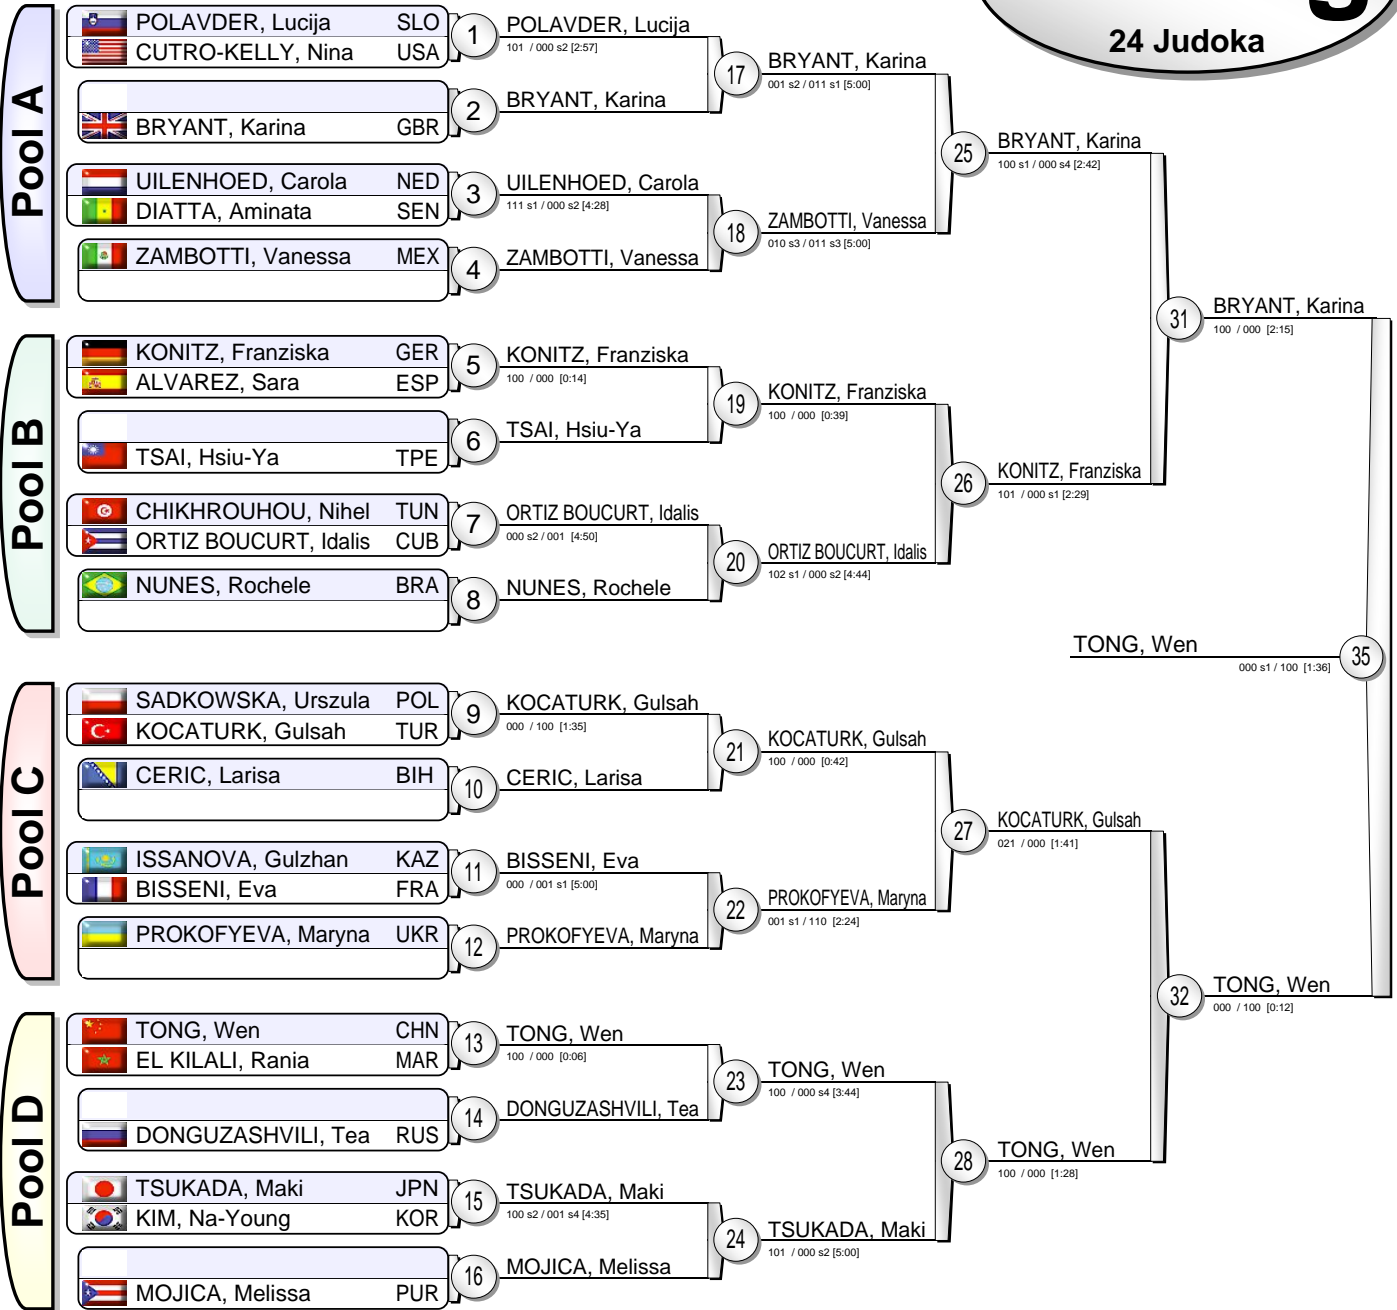 24 Judoka
Pool A
POLAVDER, Lucija SLO
CUTRO-KELLY, Nina USA
1
POLAVDER, Lucija
101 / 000 s2 [2:57]
BRYANT, Karina GBR
2
BRYANT, Karina
17
BRYANT, Karina
001 s2 / 011 s1 [5:00]
UILENHOED, Carola NED
DIATTA, Aminata SEN
3
UILENHOED, Carola
111 s1 / 000 s2 [4:28]
ZAMBOTTI, Vanessa MEX
4
ZAMBOTTI, Vanessa
18
ZAMBOTTI, Vanessa
010 s3 / 011 s3 [5:00]
25
BRYANT, Karina
100 s1 / 000 s4 [2:42]
Pool B
KONITZ, Franziska GER
ALVAREZ, Sara ESP
5
KONITZ, Franziska
100 / 000 [0:14]
TSAI, Hsiu-Ya TPE
6
TSAI, Hsiu-Ya
19
KONITZ, Franziska
100 / 000 [0:39]
CHIKHROUHOU, Nihel TUN
ORTIZ BOUCURT, Idalis CUB
7
ORTIZ BOUCURT, Idalis
000 s2 / 001 [4:50]
NUNES, Rochele BRA
8
NUNES, Rochele
20
ORTIZ BOUCURT, Idalis
102 s1 / 000 s2 [4:44]
26
KONITZ, Franziska
101 / 000 s1 [2:29]
31
BRYANT, Karina
100 / 000 [2:15]
TONG, Wen
000 s1 / 100 [1:36]
35
Pool C
SADKOWSKA, Urszula POL
KOCATURK, Gulsah TUR
9
KOCATURK, Gulsah
000 / 100 [1:35]
CERIC, Larisa BIH
10
CERIC, Larisa
21
KOCATURK, Gulsah
100 / 000 [0:42]
ISSANOVA, Gulzhan KAZ
BISSENI, Eva FRA
11
BISSENI, Eva
000 / 001 s1 [5:00]
PROKOFYEVA, Maryna UKR
12
PROKOFYEVA, Maryna
22
PROKOFYEVA, Maryna
001 s1 / 110 [2:24]
27
KOCATURK, Gulsah
021 / 000 [1:41]
Pool D
TONG, Wen CHN
EL KILALI, Rania MAR
13
TONG, Wen
100 / 000 [0:06]
DONGUZASHVILI, Tea RUS
14
DONGUZASHVILI, Tea
23
TONG, Wen
100 / 000 s4 [3:44]
TSUKADA, Maki JPN
KIM, Na-Young KOR
15
TSUKADA, Maki
100 s2 / 001 s4 [4:35]
MOJICA, Melissa PUR
16
MOJICA, Melissa
24
TSUKADA, Maki
101 / 000 s2 [5:00]
28
TONG, Wen
100 / 000 [1:28]
32
TONG, Wen
000 / 100 [0:12]